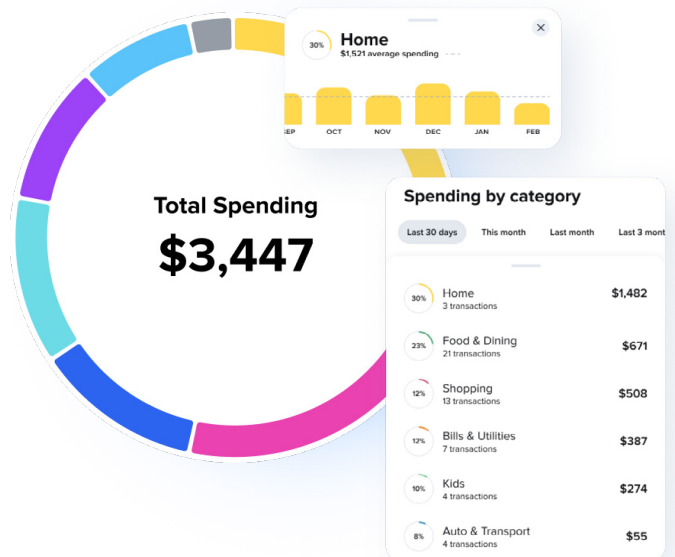 30%
Home
$1,521 average spending
EP
OCT
NOV
DEC
JAN
FEB
Total Spending
$3,447
Spending by category
Last 30 days
This month
Last month
Last 3 mont
30%
Home
3 transactions
$1,482
23%
Food & Dining
21 transactions
$671
12%
Shopping
13 transactions
$508
12%
Bills & Utilities
7 transactions
$387
10%
Kids
4 transactions
$274
8%
Auto & Transport
4 transactions
$55